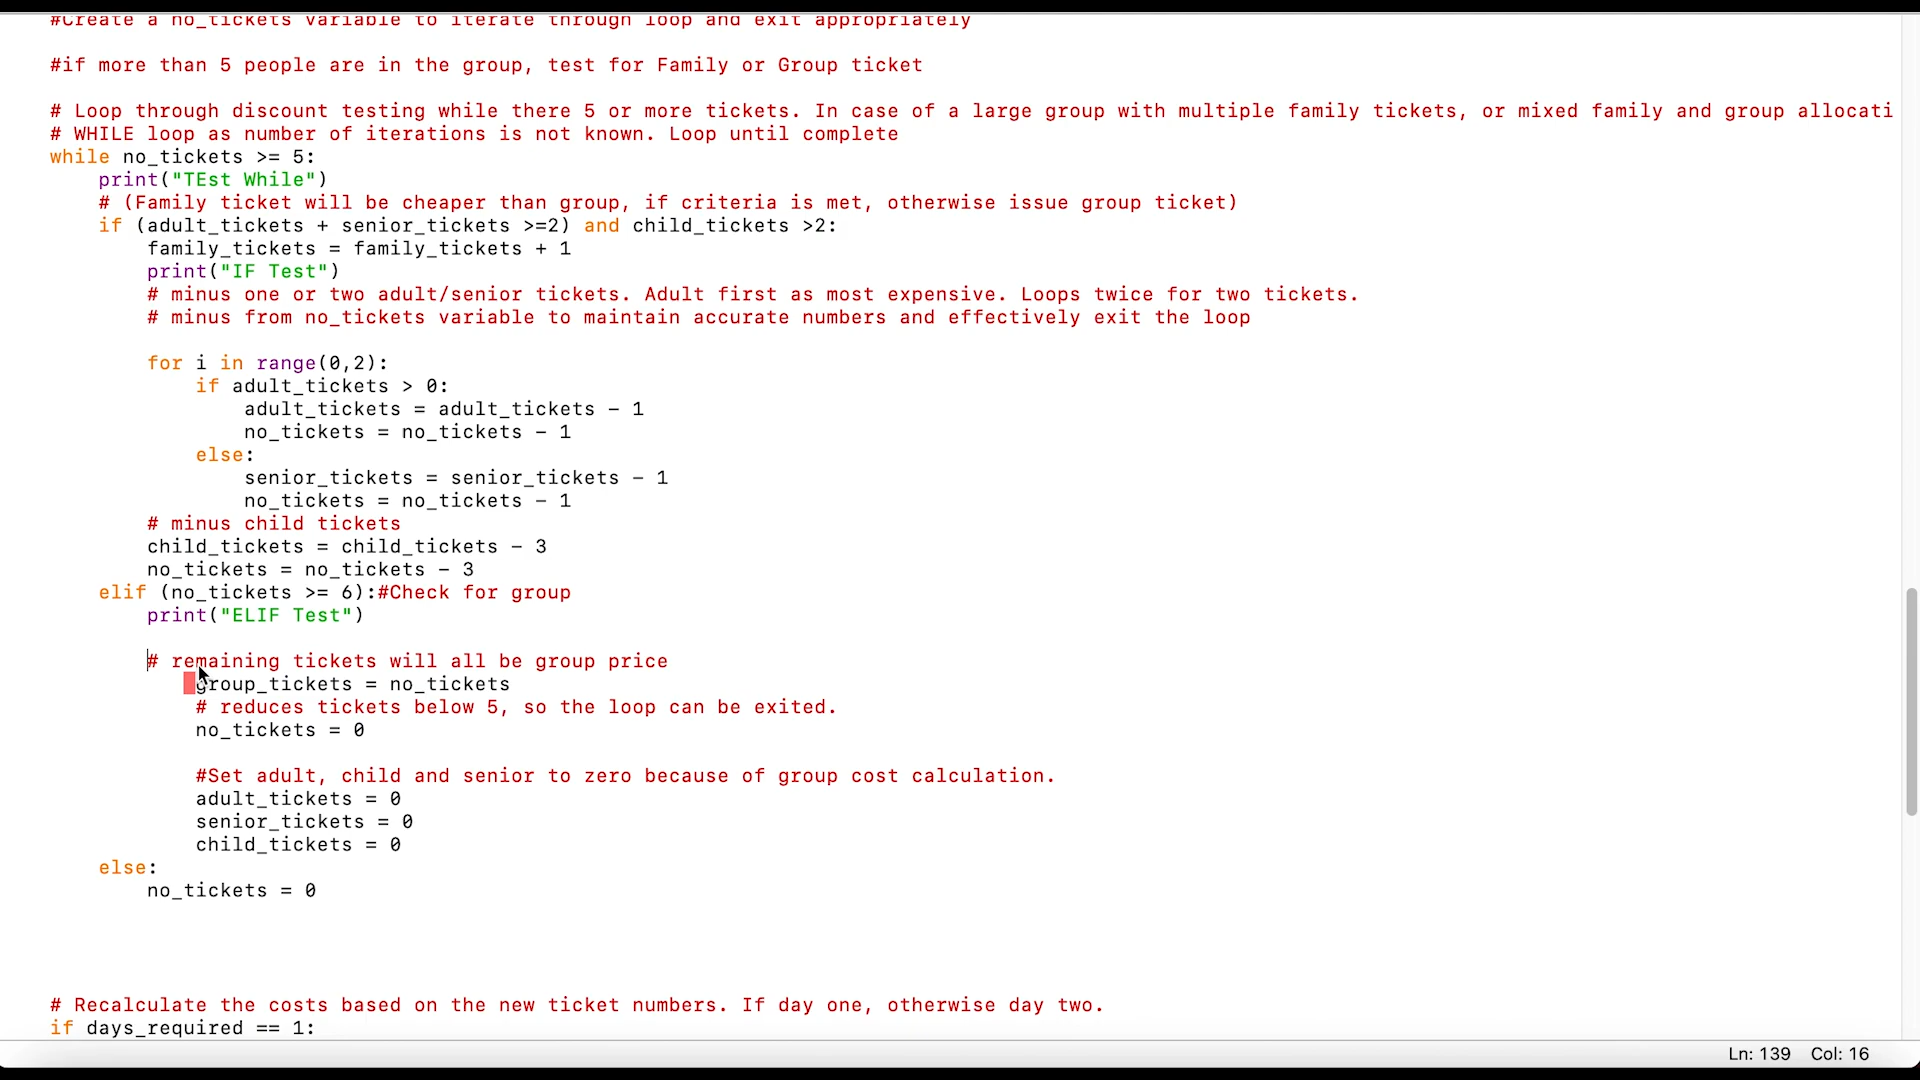 #Create a no_tickets variable to iterate through loop and exit appropriately
#if more than 5 people are in the group, test for Family or Group ticket
# Loop through discount testing while there 5 or more tickets. In case of a large group with multiple family tickets, or mixed family and group allocati
# WHILE loop as number of iterations is not known. Loop until complete
while no_tickets >= 5:
print("TEst While")
# (Family ticket will be cheaper than group, if criteria is met, otherwise issue group ticket)
if (adult_tickets + senior_tickets >=2) and child_tickets >2:
family_tickets = family_tickets + 1
print("IF Test")
# minus one or two adult/senior tickets. Adult first as most expensive. Loops twice for two tickets.
# minus from no_tickets variable to maintain accurate numbers and effectively exit the loop
for i in range(0,2):
if adult_tickets > 0:
adult_tickets = adult_tickets - 1
no_tickets = no_tickets - 1
else:
senior_tickets = senior_tickets - 1
no_tickets = no_tickets - 1
# minus child tickets
child_tickets = child_tickets - 3
no_tickets = no_tickets - 3
elif (no_tickets >= 6):#Check for group
print("ELIF Test")
# remaining tickets will all be group price
group_tickets = no_tickets
# reduces tickets below 5, so the loop can be exited.
no_tickets = 0
#Set adult, child and senior to zero because of group cost calculation.
adult_tickets = 0
senior_tickets = 0
child_tickets = 0
else:
no_tickets = 0
# Recalculate the costs based on the new ticket numbers. If day one, otherwise day two.
if days_required == 1:
Ln: 139 Col: 16